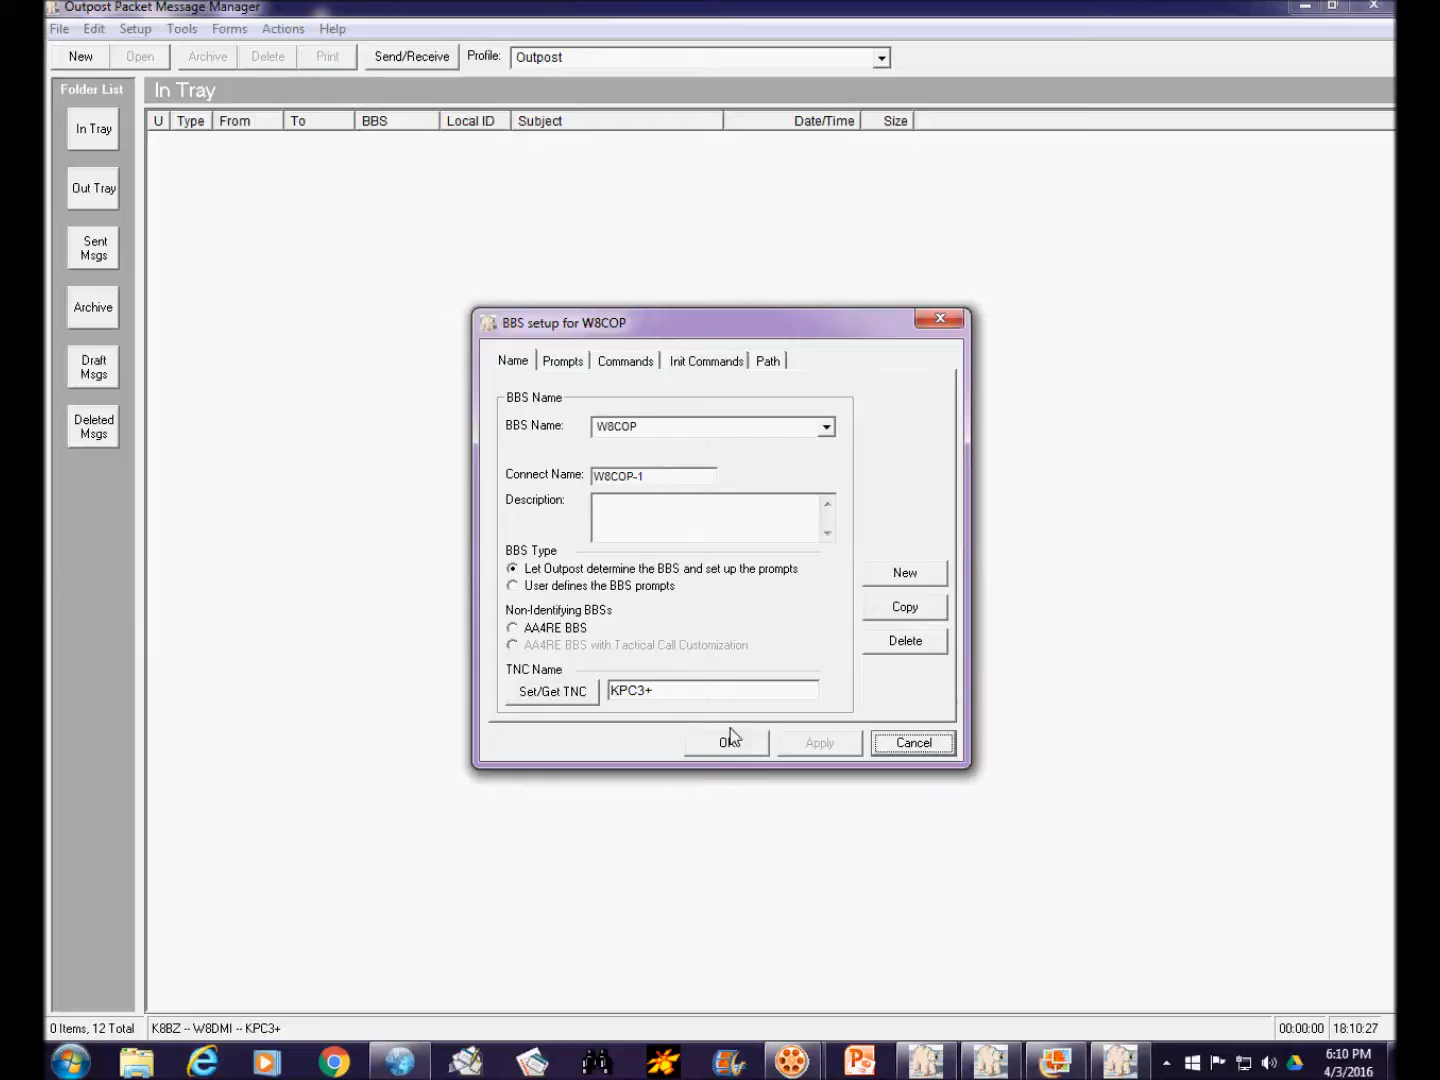 Outpost Packet Message Manager
File Edit Setup Tools Forms Actions Help
New Open Archive Delete Print Send/Receive Profile: Outpost
Folder List
In Tray
U Type From To BBS Local ID Subject Date/Time Size
In Tray
Out Tray
Sent
Msgs
Archive
Draft
Msgs
Deleted
Msgs
BBS setup for W8COP
Name Prompts Commands Init Commands Path
BBS Name
BBS Name: W8COP
Connect Name: W8COP-1
Description:
BBS Type
Let Outpost determine the BBS and set up the prompts
User defines the BBS prompts
Non-Identifying BBSs
AA4RE BBS
AA4RE BBS with Tactical Call Customization
TNC Name
Set/Get TNC KPC3+
New
Copy
Delete
Apply Cancel
0 Items, 12 Total K8BZ -- W8DMI -- KPC3+ 00:00:00 18:10:27
6:10 PM
4/3/2016